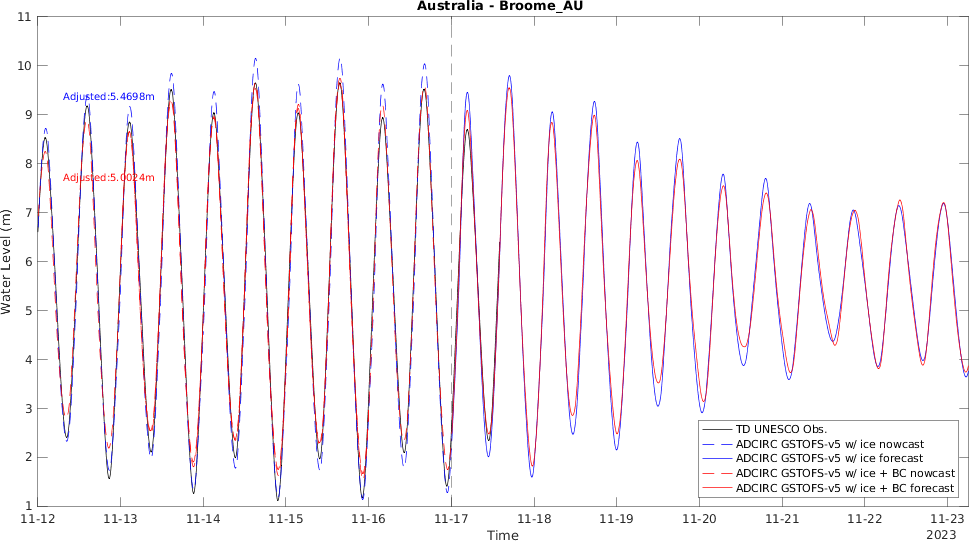 Australia - Broome_AU
11
10
9
8
7
6
5
4
3
2
1
Water Level (m)
Adjusted:5.4698m
Adjusted:5.0024m
TD UNESCO Obs.
ADCIRC GSTOFS-v5 w/ ice nowcast
ADCIRC GSTOFS-v5 w/ ice forecast
ADCIRC GSTOFS-v5 w/ ice + BC nowcast
ADCIRC GSTOFS-v5 w/ ice + BC forecast
11-12 11-13 11-14 11-15 11-16 11-17 11-18 11-19 11-20 11-21 11-22 11-23
Time
2023